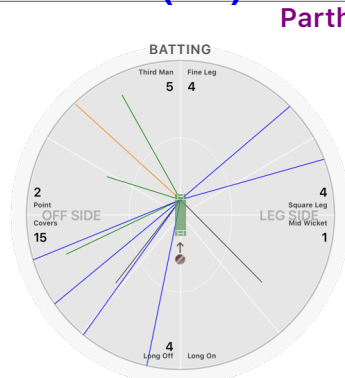 Parth
BATTING
Third Man Fine Leg
5 4
2 4
Point Square Leg
OFF SIDE LEG SIDE
Covers Mid Wicket
15 1
4
Long Off Long On